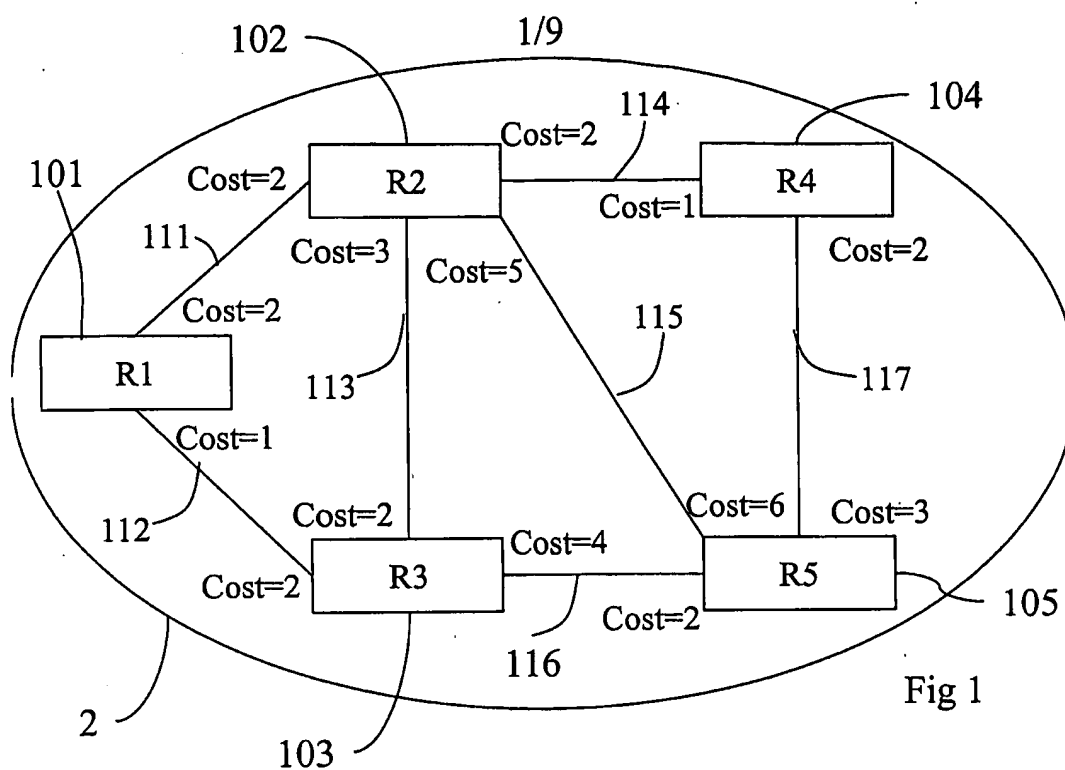 1/9
102
114
104
Cost=2
101
Cost=2
R2
R4
Cost=1
111
Cost=3
Cost=2
Cost=5
Cost=2
115
R1
113
117
Cost=1
112
Cost=2
Cost=6
Cost=3
Cost=4
R3
R5
Cost=2
Cost=2
105
116
Fig 1
2
103